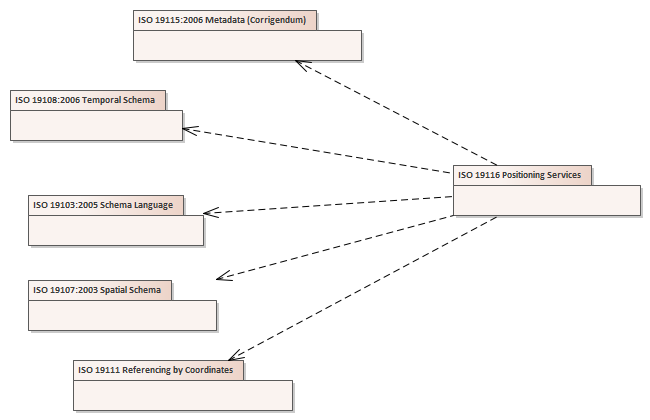 ISO 19115:2006 Metadata (Corrigendum)
ISO 19108:2006 Temporal Schema
ISO 19116 Positioning Services
ISO 19103:2005 Schema Language
ISO 19107:2003 Spatial Schema
ISO 19111 Referencing by Coordinates